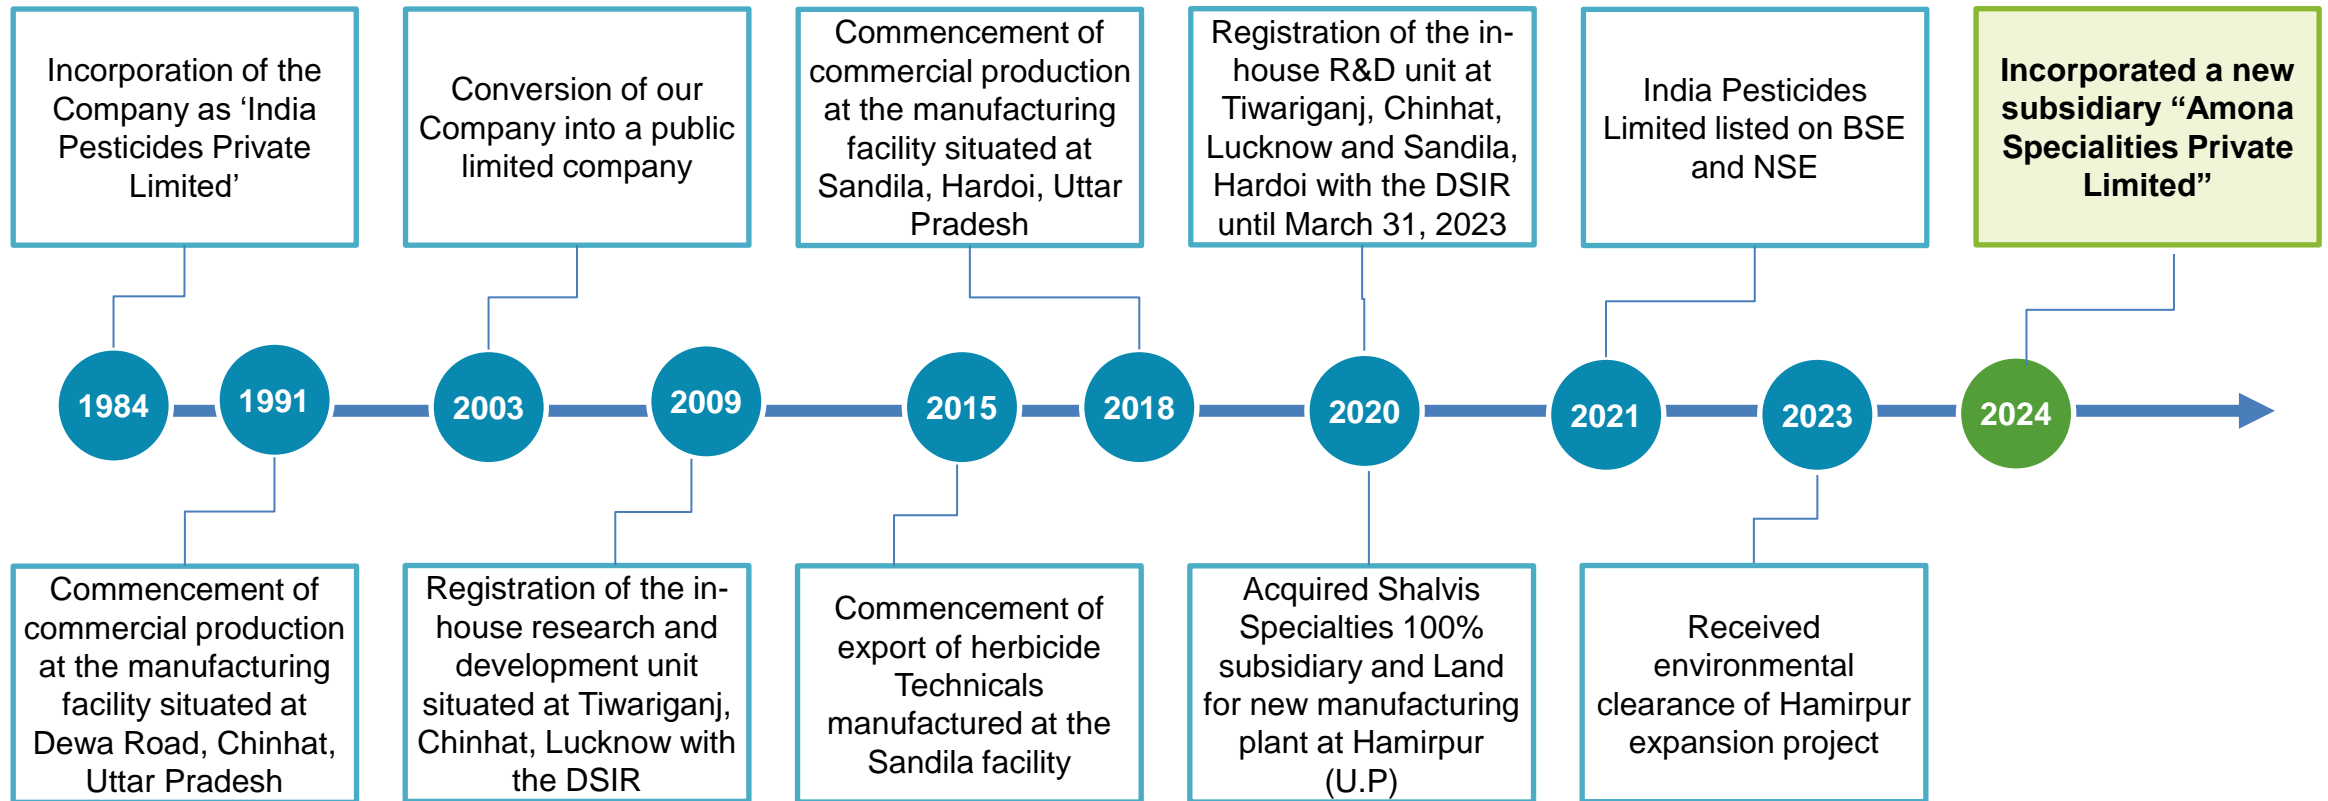 Incorporation of the
Company as ‘India
Pesticides Private
Limited’
Conversion of our
Company into a public
limited company
Commencement of
commercial production
at the manufacturing
facility situated at
Sandila, Hardoi, Uttar
Pradesh
Registration of the in-
house R&D unit at
Tiwariganj, Chinhat,
Lucknow and Sandila,
Hardoi with the DSIR
until March 31, 2023
India Pesticides
Limited listed on BSE
and NSE
Incorporated a new
subsidiary “Amona
Specialities Private
Limited”
1984
1991
2003
2009
2015
2018
2020
2021
2023
2024
Commencement of
commercial production
at the manufacturing
facility situated at
Dewa Road, Chinhat,
Uttar Pradesh
Registration of the in-
house research and
development unit
situated at Tiwariganj,
Chinhat, Lucknow with
the DSIR
Commencement of
export of herbicide
Technicals
manufactured at the
Sandila facility
Acquired Shalvis
Specialties 100%
subsidiary and Land
for new manufacturing
plant at Hamirpur
(U.P)
Received
environmental
clearance of Hamirpur
expansion project